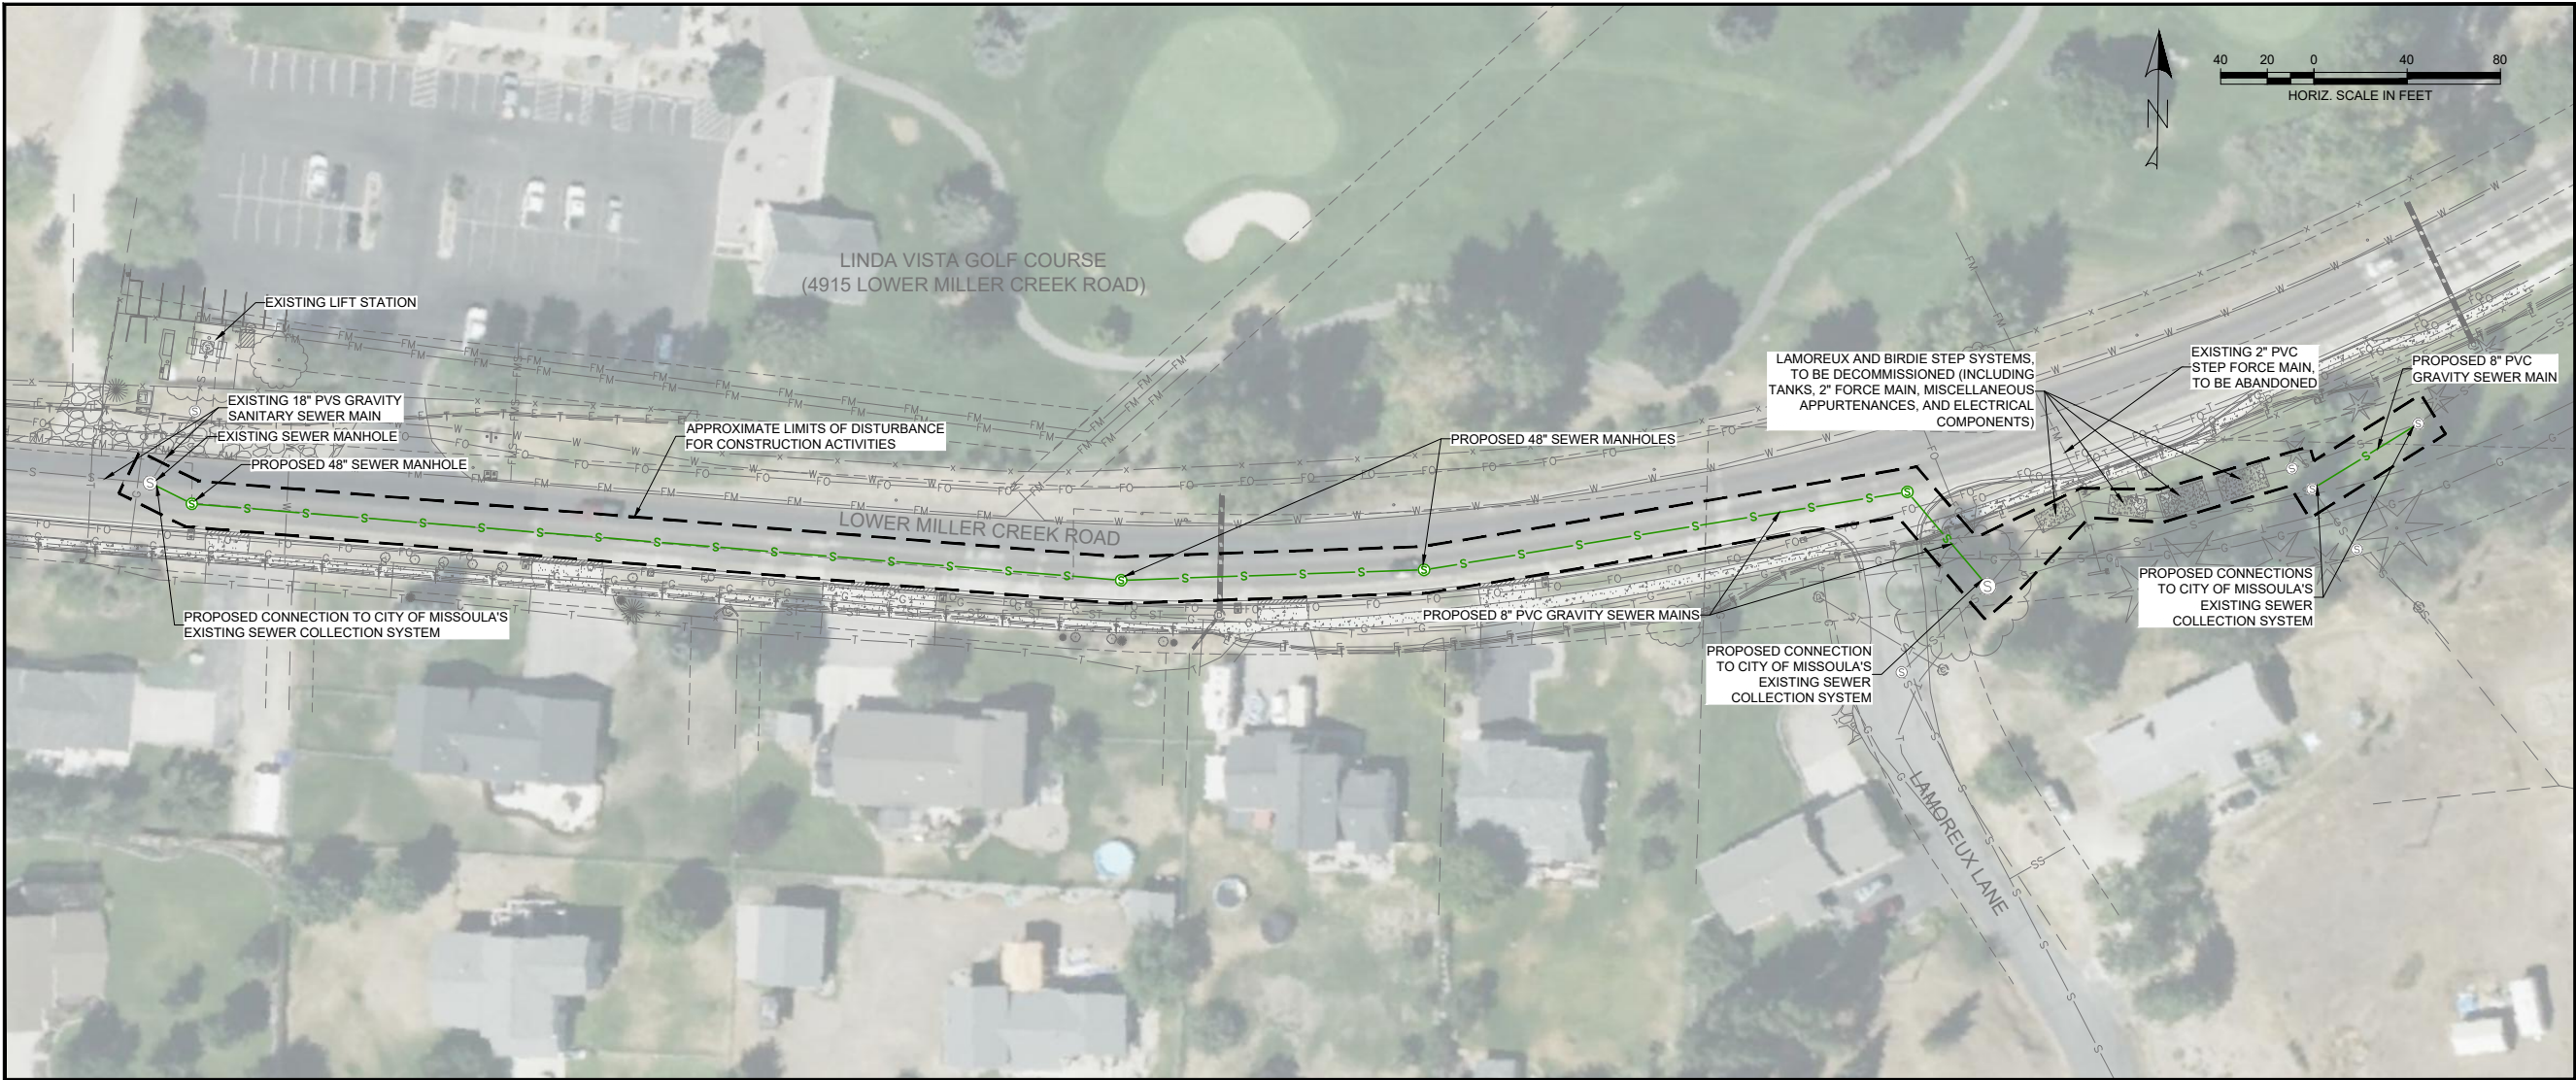 40 20 0 40 80
HORIZ. SCALE IN FEET
N
LINDA VISTA GOLF COURSE
(4915 LOWER MILLER CREEK ROAD)
EXISTING LIFT STATION
EXISTING 18" PVS GRAVITY
SANITARY SEWER MAIN
EXISTING SEWER MANHOLE
PROPOSED 48" SEWER MANHOLE
APPROXIMATE LIMITS OF DISTURBANCE
FOR CONSTRUCTION ACTIVITIES
PROPOSED 48" SEWER MANHOLES
LAMOREUX AND BIRDIE STEP SYSTEMS,
TO BE DECOMMISSIONED (INCLUDING
TANKS, 2" FORCE MAIN, MISCELLANEOUS
APPURTENANCES, AND ELECTRICAL
COMPONENTS)
EXISTING 2" PVC
STEP FORCE MAIN,
TO BE ABANDONED
PROPOSED 8" PVC
GRAVITY SEWER MAIN
LOWER MILLER CREEK ROAD
PROPOSED CONNECTION TO CITY OF MISSOULA'S
EXISTING SEWER COLLECTION SYSTEM
PROPOSED 8" PVC GRAVITY SEWER MAINS
PROPOSED CONNECTION
TO CITY OF MISSOULA'S
EXISTING SEWER
COLLECTION SYSTEM
PROPOSED CONNECTIONS
TO CITY OF MISSOULA'S
EXISTING SEWER
COLLECTION SYSTEM
LAMOREUX LANE